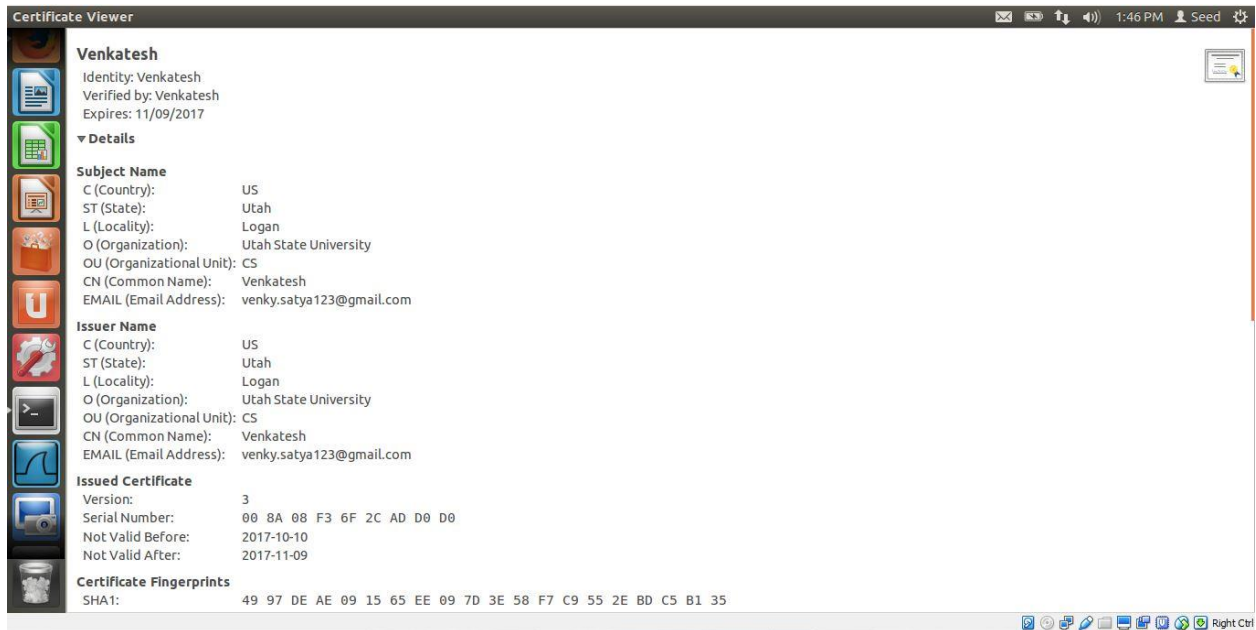 Certificate Viewer
1:46 PM Seed
Venkatesh
Identity: Venkatesh
Verified by: Venkatesh
Expires: 11/09/2017
Details
Subject Name
C (Country): US
ST (State): Utah
L (Locality): Logan
O (Organization): Utah State University
OU (Organizational Unit): CS
CN (Common Name): Venkatesh
EMAIL (Email Address): venky.satya123@gmail.com
Issuer Name
C (Country): US
ST (State): Utah
L (Locality): Logan
O (Organization): Utah State University
OU (Organizational Unit): CS
CN (Common Name): Venkatesh
EMAIL (Email Address): venky.satya123@gmail.com
Issued Certificate
Version: 3
Serial Number: 00 8A 08 F3 6F 2C AD D0 D0
Not Valid Before: 2017-10-10
Not Valid After: 2017-11-09
Certificate Fingerprints
SHA1: 49 97 DE AE 09 15 65 EE 09 7D 3E 58 F7 C9 55 2E BD C5 B1 35
Right Ctrl